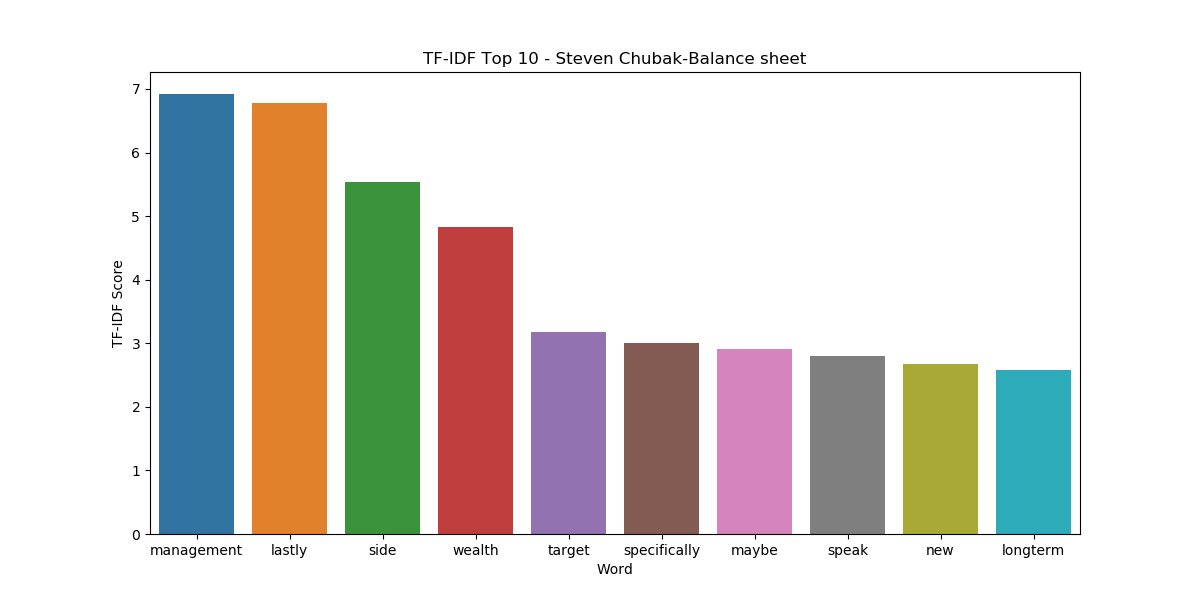 TF-IDF Top 10 - Steven Chubak-Balance sheet
TF-IDF Score
7
6
5
4
3
2
1
0
management lastly side wealth target specifically maybe speak new longterm
Word